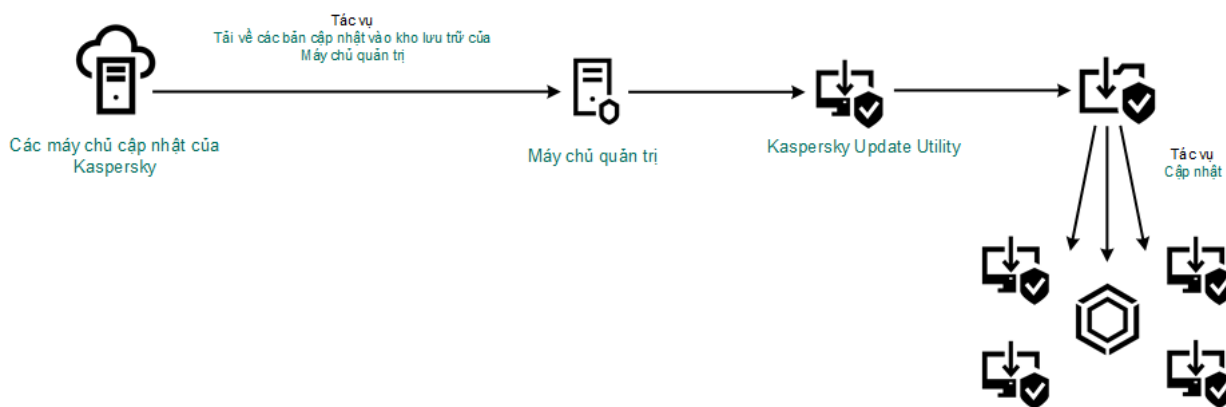 Tác vụ
Tải về các bản cập nhật vào kho lưu trữ của
Máy chủ quản trị
Các máy chủ cập nhật của
Kaspersky
Máy chủ quản trị
Kaspersky Update Utility
Tác vụ
Cập nhật